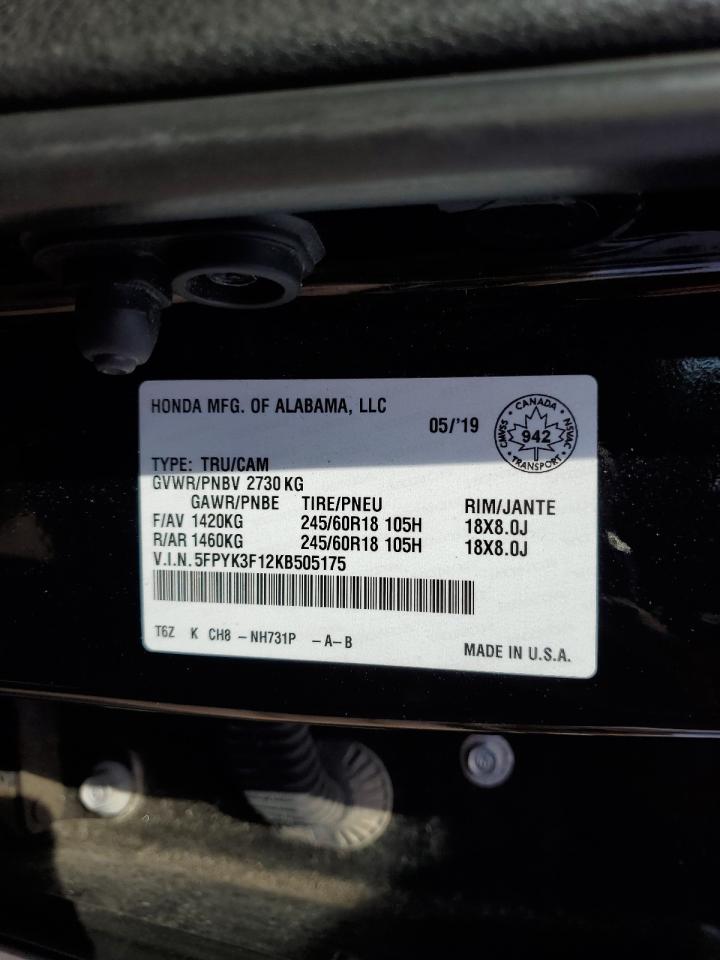 HONDA MFG. OF ALABAMA, LLC
05/'19
CANADA
CMVSS 942 NSVAC
TRANSPORT
TYPE: TRU/CAM
GVWR/PNBV 2730 KG
GAWR/PNBE TIRE/PNEU RIM/JANTE
F/AV 1420KG 245/60R18 105H 18X8.0J
R/AR 1460KG 245/60R18 105H 18X8.0J
V.I.N. 5FPYK3F12KB505175
T6Z K CH8 - NH731P - A - B
MADE IN U.S.A.